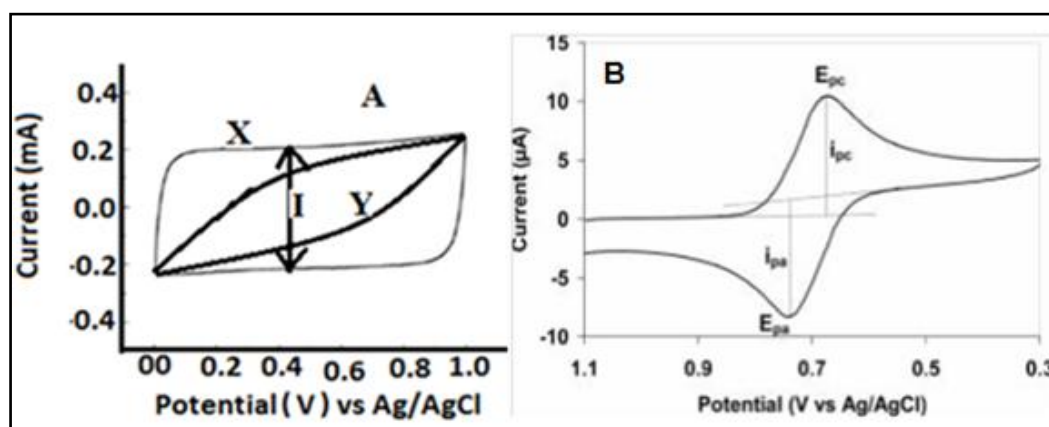 A
X
I
Y
0.4
0.2
0.0
-0.2
-0.4
Current (mA)
00 0.2 0.4 0.6 0.8 1.0
Potential (V) vs Ag/AgCl
B
Epc
ipc
ipa
Epa
15
10
5
0
-5
-10
Current (µA)
1.1 0.9 0.7 0.5 0.3
Potential (V vs Ag/AgCl)